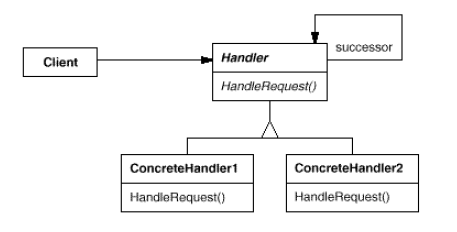 Client
Handler
successor
HandleRequest()
ConcreteHandler1
ConcreteHandler2
HandleRequest()
HandleRequest()